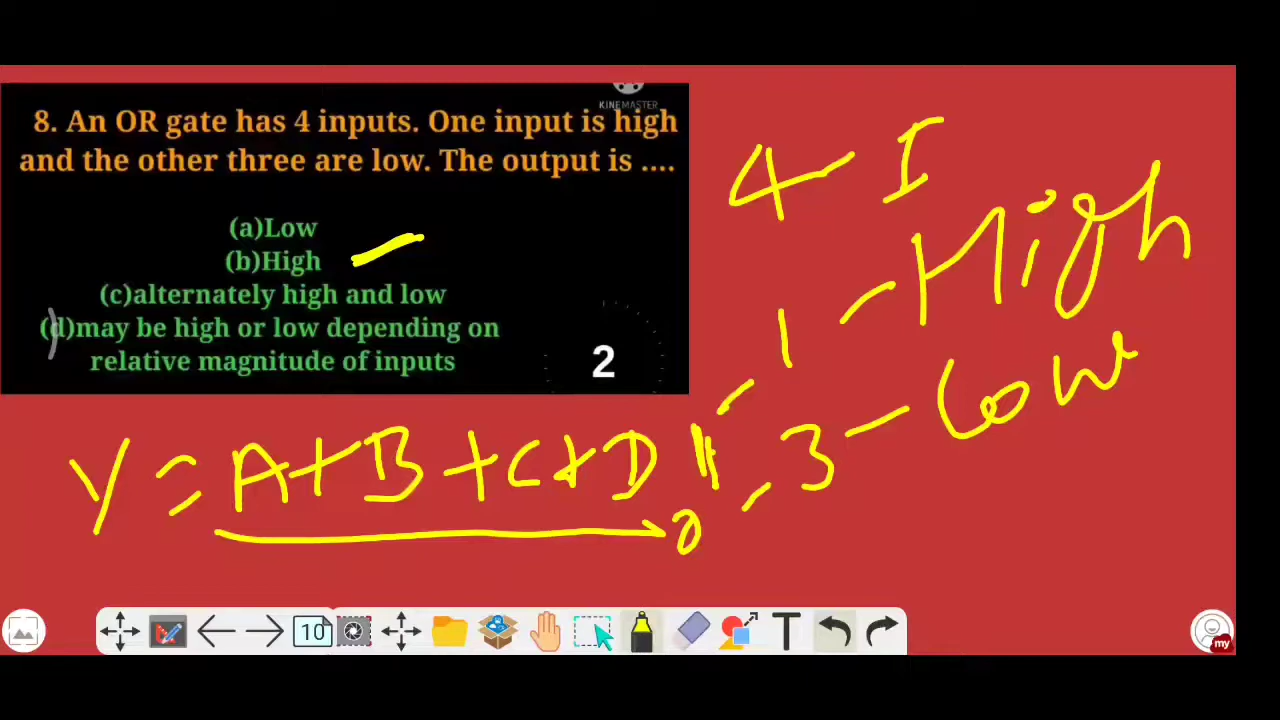 KINEMASTER
8. An OR gate has 4 inputs. One input is high
and the other three are low. The output is ....
(a)Low
(b)High
(c)alternately high and low
(d)may be high or low depending on
relative magnitude of inputs
2
4 - I
1 - High
3 - Low
Y = A+B+C+D
0
10
my